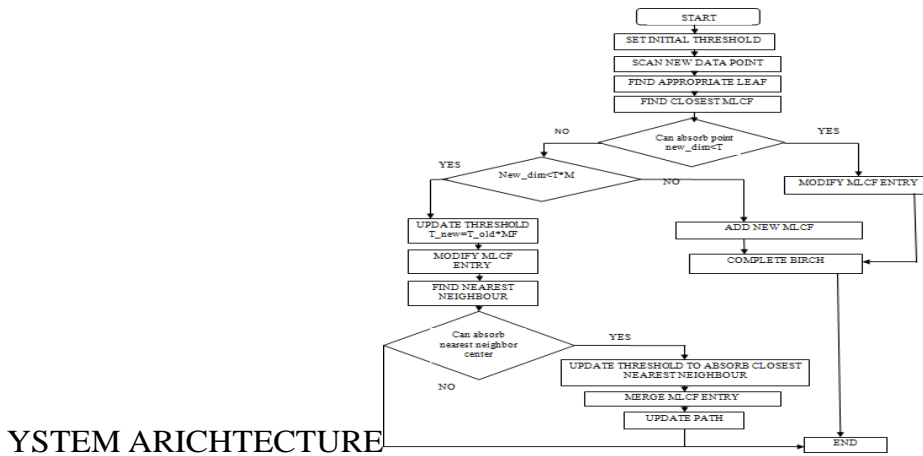 START
SET INITIAL THRESHOLD
SCAN NEW DATA POINT
FIND APPROPRIATE LEAF
FIND CLOSEST MLCF
NO
Can absorb point
new_dim<T
YES
YES
New_dim<T*M
NO
MODIFY MLCF ENTRY
UPDATE THRESHOLD
T_new=T_old*MF
ADD NEW MLCF
MODIFY MLCF
ENTRY
COMPLETE BIRCH
FIND NEAREST
NEIGHBOUR
Can absorb
nearest neighbor
center
YES
UPDATE THRESHOLD TO ABSORB CLOSEST
NEAREST NEIGHBOUR
NO
MERGE MLCF ENTRY
UPDATE PATH
YSTEM ARICHTECTURE
END